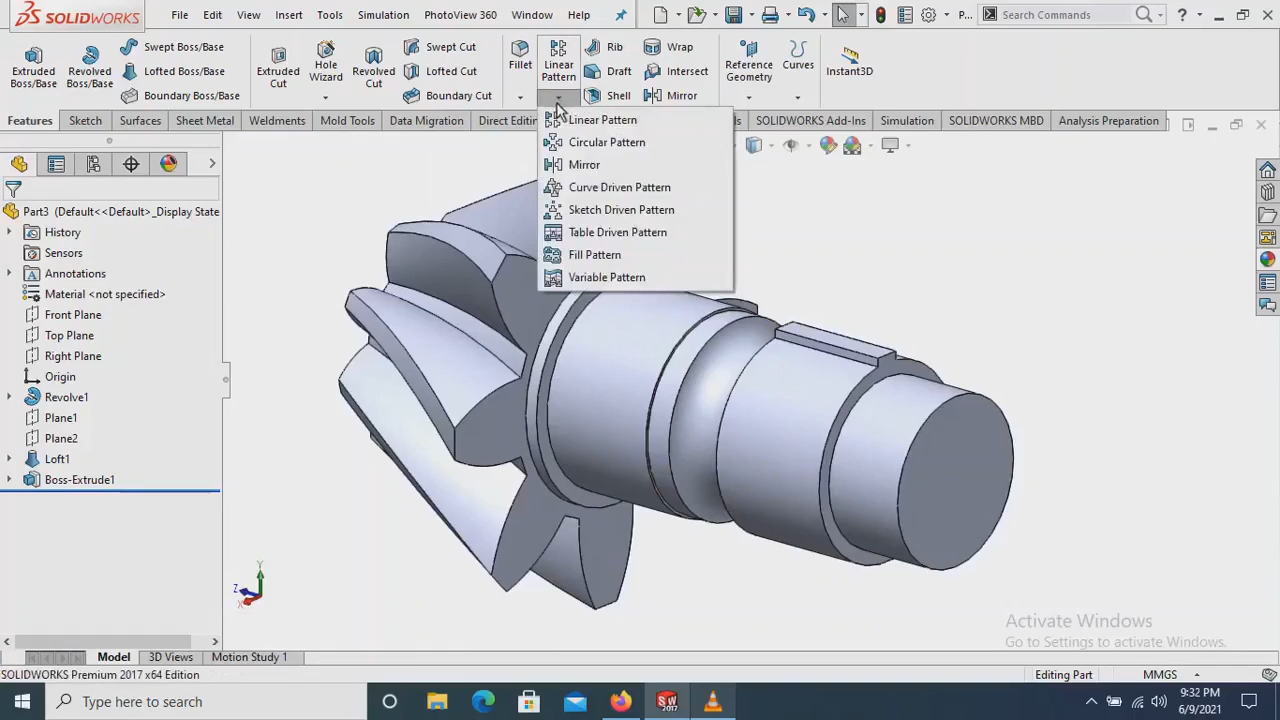 SOLIDWORKS File Edit View Insert Tools Simulation PhotoView 360 Window Help P... Search Commands
Extruded Boss/Base
Revolved Boss/Base
Swept Boss/Base
Lofted Boss/Base
Boundary Boss/Base
Extruded Cut
Hole Wizard
Revolved Cut
Swept Cut
Lofted Cut
Boundary Cut
Fillet
Linear Pattern
Rib
Draft
Shell
Wrap
Intersect
Mirror
Reference Geometry
Curves
Instant3D
Features Sketch Surfaces Sheet Metal Weldments Mold Tools Data Migration Direct Editin SOLIDWORKS Add-Ins Simulation SOLIDWORKS MBD Analysis Preparation
Linear Pattern
Circular Pattern
Mirror
Curve Driven Pattern
Sketch Driven Pattern
Table Driven Pattern
Fill Pattern
Variable Pattern
Part3 (Default<<Default>_Display State
History
Sensors
Annotations
Material <not specified>
Front Plane
Top Plane
Right Plane
Origin
Revolve1
Plane1
Plane2
Loft1
Boss-Extrude1
Y
Z
X
Activate Windows
Go to Settings to activate Windows.
Model 3D Views Motion Study 1
SOLIDWORKS Premium 2017 x64 Edition Editing Part MMGS
Type here to search
SW
2017
9:32 PM
6/9/2021